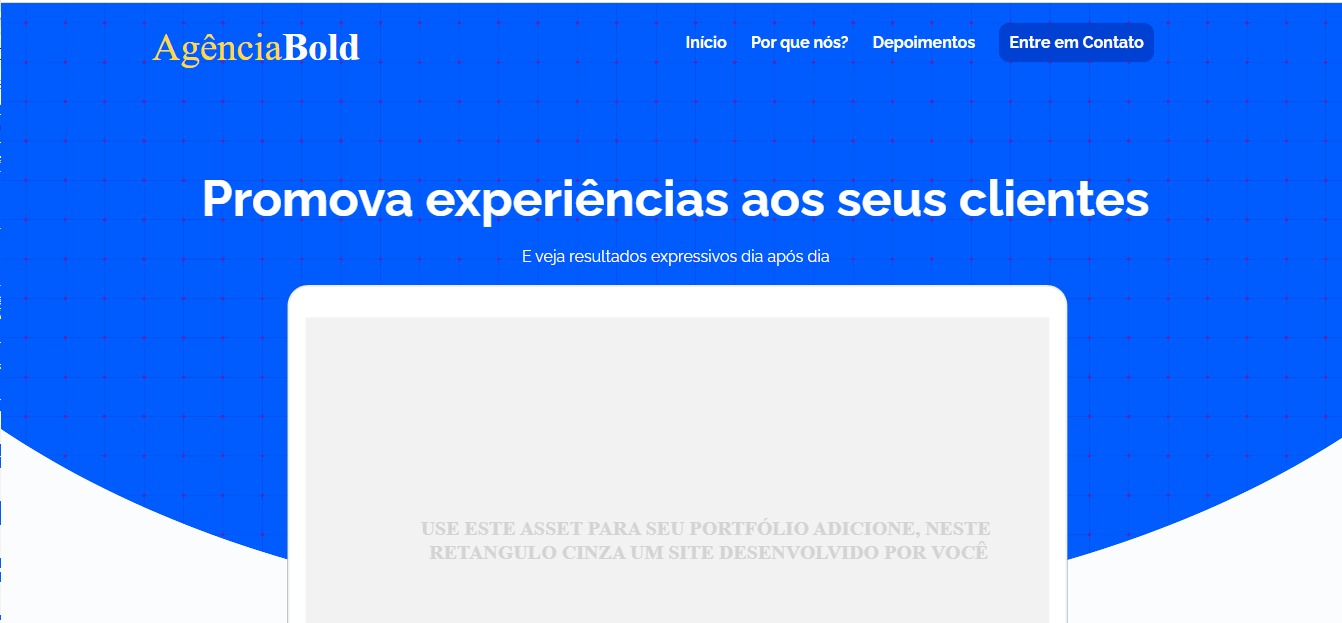 AgênciaBold
Início Por que nós? Depoimentos Entre em Contato
Promova experiências aos seus clientes
E veja resultados expressivos dia após dia
USE ESTE ASSET PARA SEU PORTFÓLIO ADICIONE, NESTE
RETANGULO CINZA UM SITE DESENVOLVIDO POR VOCÊ